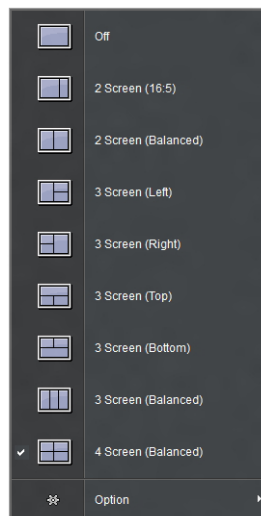 Off
2 Screen (16:5)
2 Screen (Balanced)
3 Screen (Left)
3 Screen (Right)
3 Screen (Top)
3 Screen (Bottom)
3 Screen (Balanced)
4 Screen (Balanced)
Option